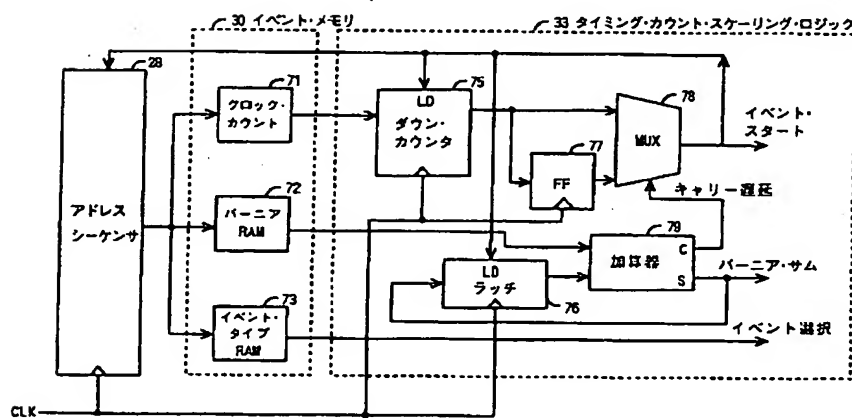 30 イベント・メモリ
33 タイミング・カウント・スケーリング・ロジック
28
71
クロック・
カウント
75
LD
ダウン・
カウンタ
78
MUX
イベント・
スタート
77
FF
キャリー遅延
アドレス
シーケンサ
72
バーニア
RAM
79
加算器
C
S
バーニア・サム
LD
ラッチ
76
73
イベント・
タイプ
RAM
イベント選択
CLK